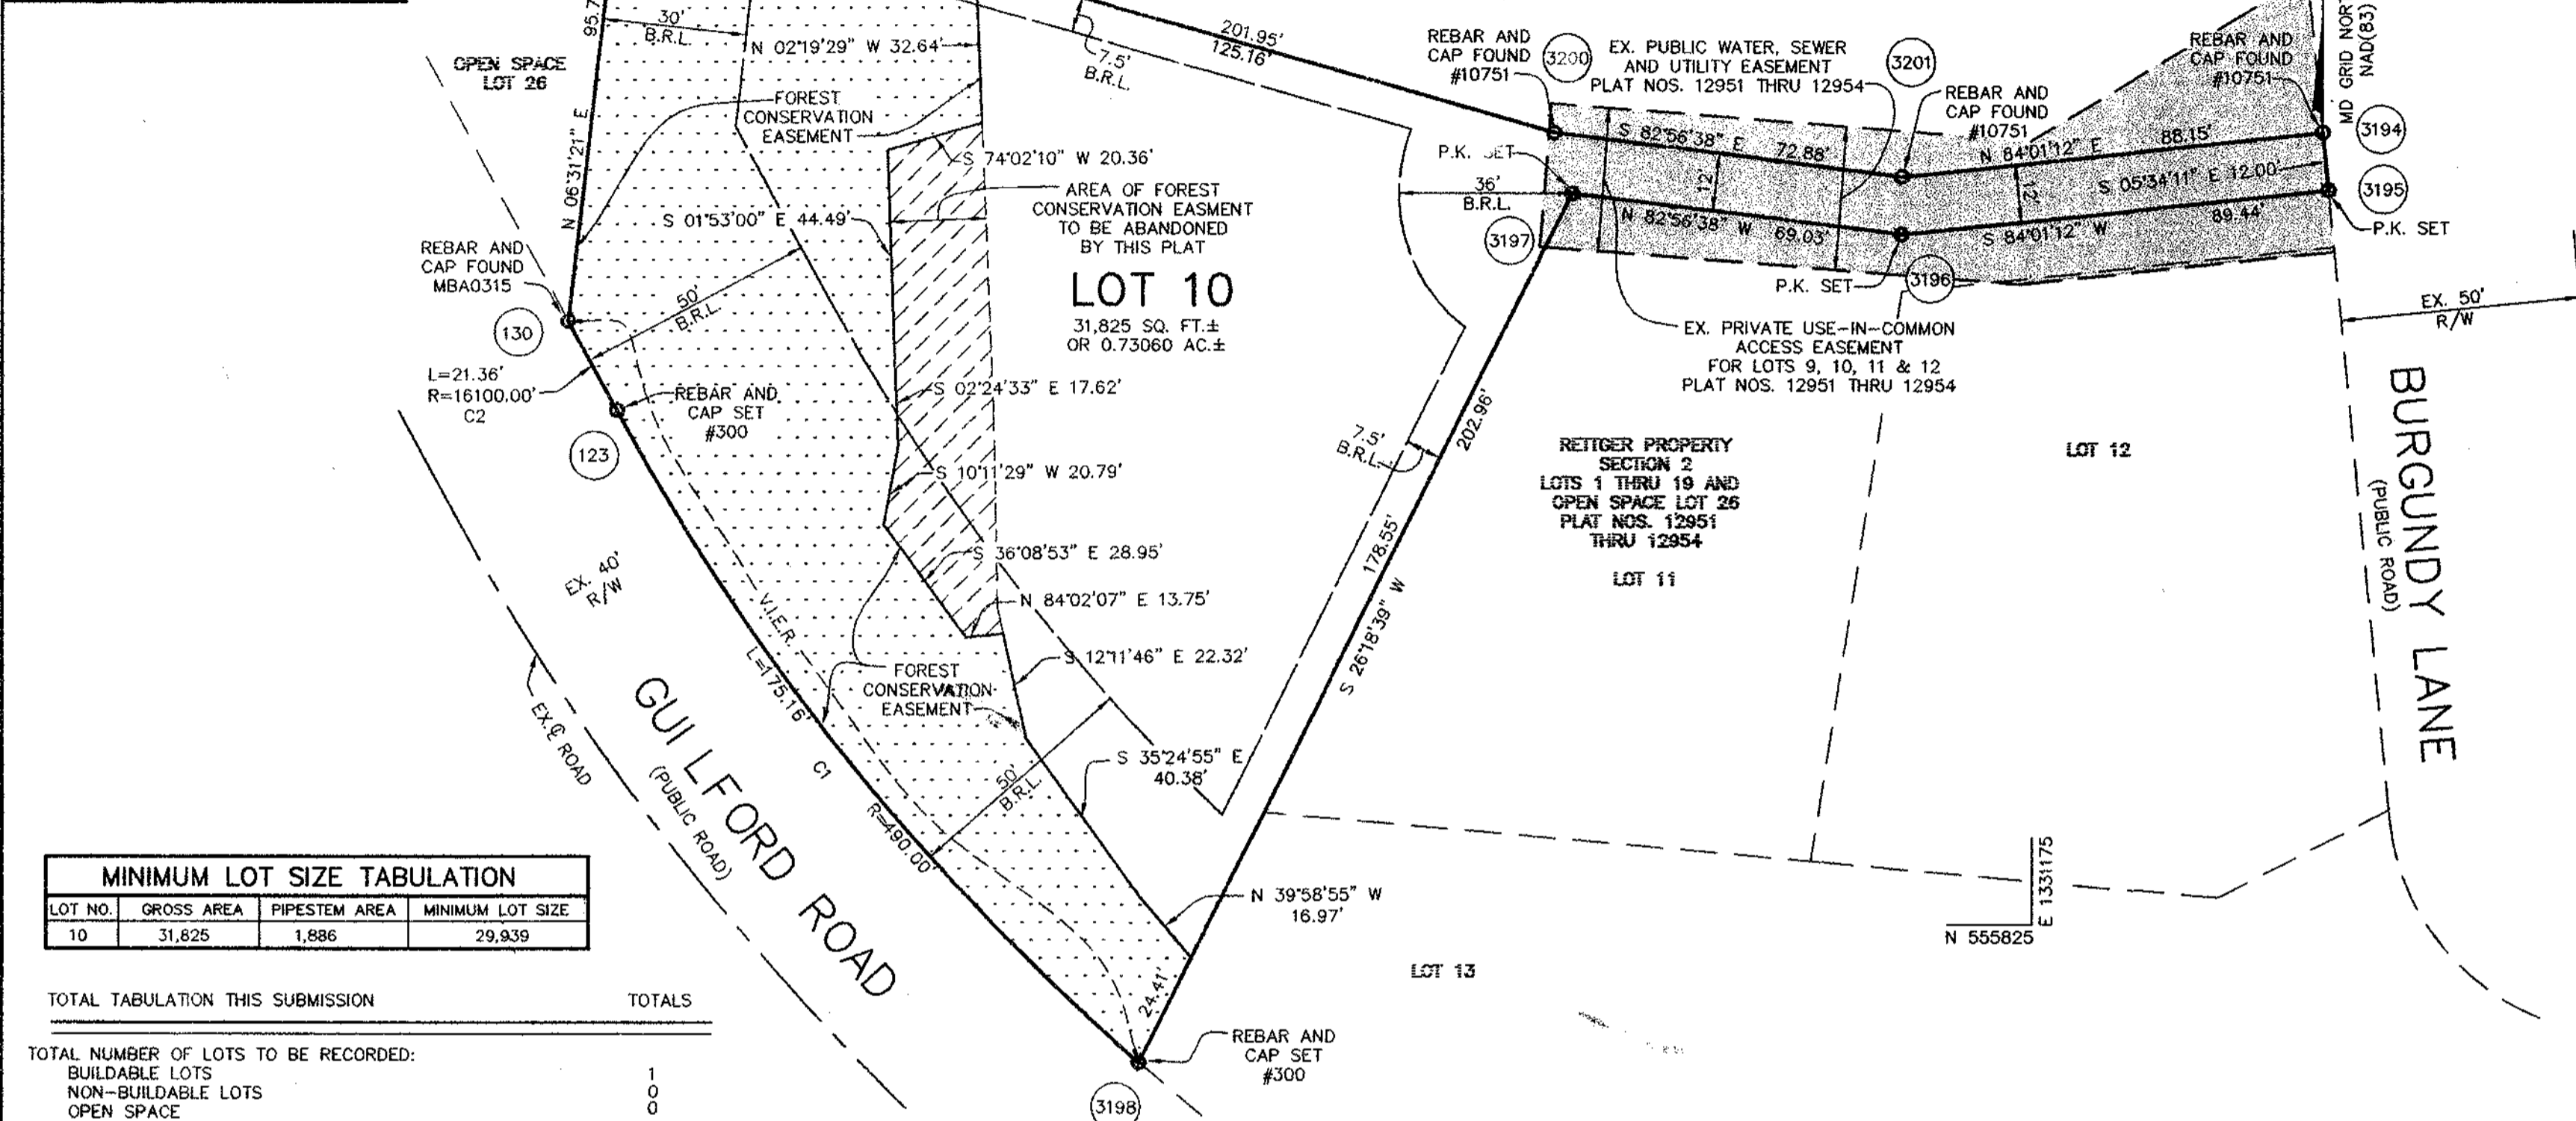 30'
B.R.L.
N 02°19'29" W 32.64'
OPEN SPACE
LOT 26
N 06°31'21" E
FOREST
CONSERVATION
EASEMENT
201.95'
125.16'
7.5'
B.R.L.
REBAR AND
CAP FOUND
#10751
3200
EX. PUBLIC WATER, SEWER
AND UTILITY EASEMENT
PLAT NOS. 12951 THRU 12954
3201
REBAR AND
CAP FOUND
#10751
REBAR AND
CAP FOUND
#10751
NAD(83)
3194
3195
P.K. SET
S 82°56'38" E 72.88'
N 84°01'12" E 88.15'
12'
12'
S 05°34'11" E 12.00'
N 82°56'38" W 69.03'
S 84°01'12" W 89.44'
P.K. SET
36'
B.R.L.
3197
P.K. SET
3196
EX. 50'
R/W
S 74°02'10" W 20.36'
AREA OF FOREST
CONSERVATION EASMENT
TO BE ABANDONED
BY THIS PLAT
S 01°53'00" E 44.49'
LOT 10
31,825 SQ. FT.±
OR 0.73060 AC.±
REBAR AND
CAP FOUND
MBA0315
130
50'
B.R.L.
L=21.36'
R=16100.00'
C2
REBAR AND
CAP SET
#300
123
S 02°24'33" E 17.62'
S 10°11'29" W 20.79'
S 36°08'53" E 28.95'
N 84°02'07" E 13.75'
S 12°11'46" E 22.32'
FOREST
CONSERVATION
EASEMENT
S 35°24'55" E
40.38'
50'
B.R.L.
N 39°58'55" W
16.97'
EX. PRIVATE USE-IN-COMMON
ACCESS EASEMENT
FOR LOTS 9, 10, 11 & 12
PLAT NOS. 12951 THRU 12954
7.5'
B.R.L.
202.96'
178.55'
S 26°18'39" W
24.41'
RETTGER PROPERTY
SECTION 2
LOTS 1 THRU 19 AND
OPEN SPACE LOT 26
PLAT NOS. 12951
THRU 12954
LOT 11
LOT 12
BURGUNDY LANE
(PUBLIC ROAD)
EX. 40'
R/W
V.I.E.R.
L=175.16'
C1
R=490.00'
EX. ℄ ROAD
GUILFORD ROAD
(PUBLIC ROAD)
E 1331175
N 555825
LOT 13
REBAR AND
CAP SET
#300
3198
MINIMUM LOT SIZE TABULATION
LOT NO. GROSS AREA PIPESTEM AREA MINIMUM LOT SIZE
10 31,825 1,886 29,939
TOTAL TABULATION THIS SUBMISSION TOTALS
TOTAL NUMBER OF LOTS TO BE RECORDED:
BUILDABLE LOTS 1
NON-BUILDABLE LOTS 0
OPEN SPACE 0